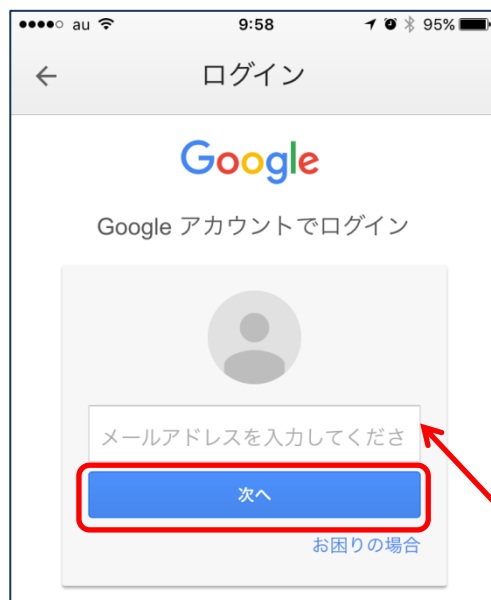 au 9:58 95%
ログイン
Google
Google アカウントでログイン
メールアドレスを入力してくださ
次へ
お困りの場合